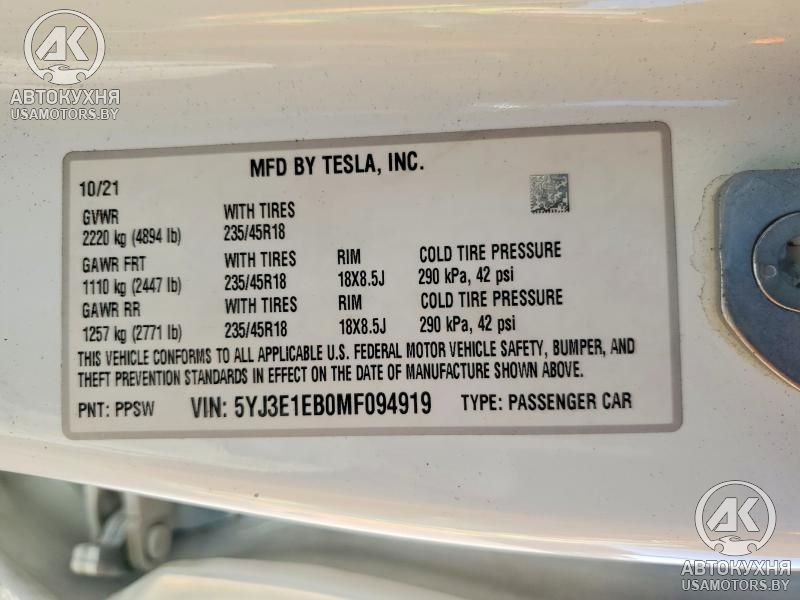 AK
АВТОКУХНЯ
USAMOTORS.BY
MFD BY TESLA, INC.
10/21
GVWR WITH TIRES
2220 kg (4894 lb) 235/45R18
GAWR FRT WITH TIRES RIM COLD TIRE PRESSURE
1110 kg (2447 lb) 235/45R18 18X8.5J 290 kPa, 42 psi
GAWR RR WITH TIRES RIM COLD TIRE PRESSURE
1257 kg (2771 lb) 235/45R18 18X8.5J 290 kPa, 42 psi
THIS VEHICLE CONFORMS TO ALL APPLICABLE U.S. FEDERAL MOTOR VEHICLE SAFETY, BUMPER, AND
THEFT PREVENTION STANDARDS IN EFFECT ON THE DATE OF MANUFACTURE SHOWN ABOVE.
PNT: PPSW VIN: 5YJ3E1EB0MF094919 TYPE: PASSENGER CAR
AK
АВТОКУХНЯ
USAMOTORS.BY